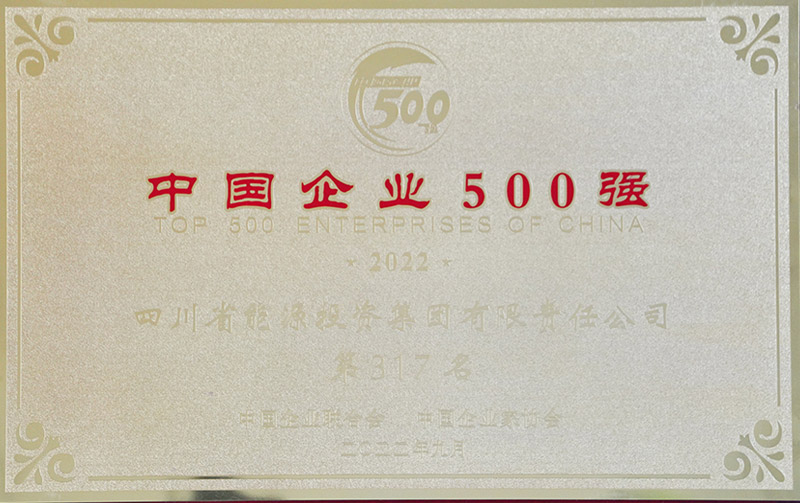 500
中国企业500强
TOP 500 ENTERPRISES OF CHINA
2022
四川省能源投资集团有限责任公司
第317名
中国企业联合会 中国企业家协会
二〇二二年九月